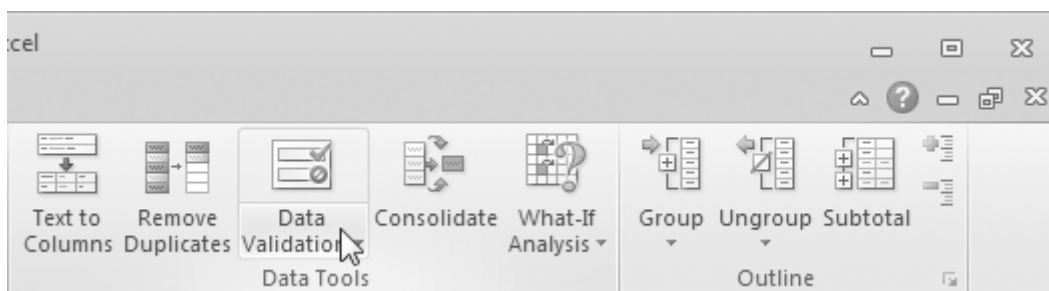 cel
Text to Remove Data Consolidate What-If Group Ungroup Subtotal
Columns Duplicates Validation Analysis
Data Tools Outline